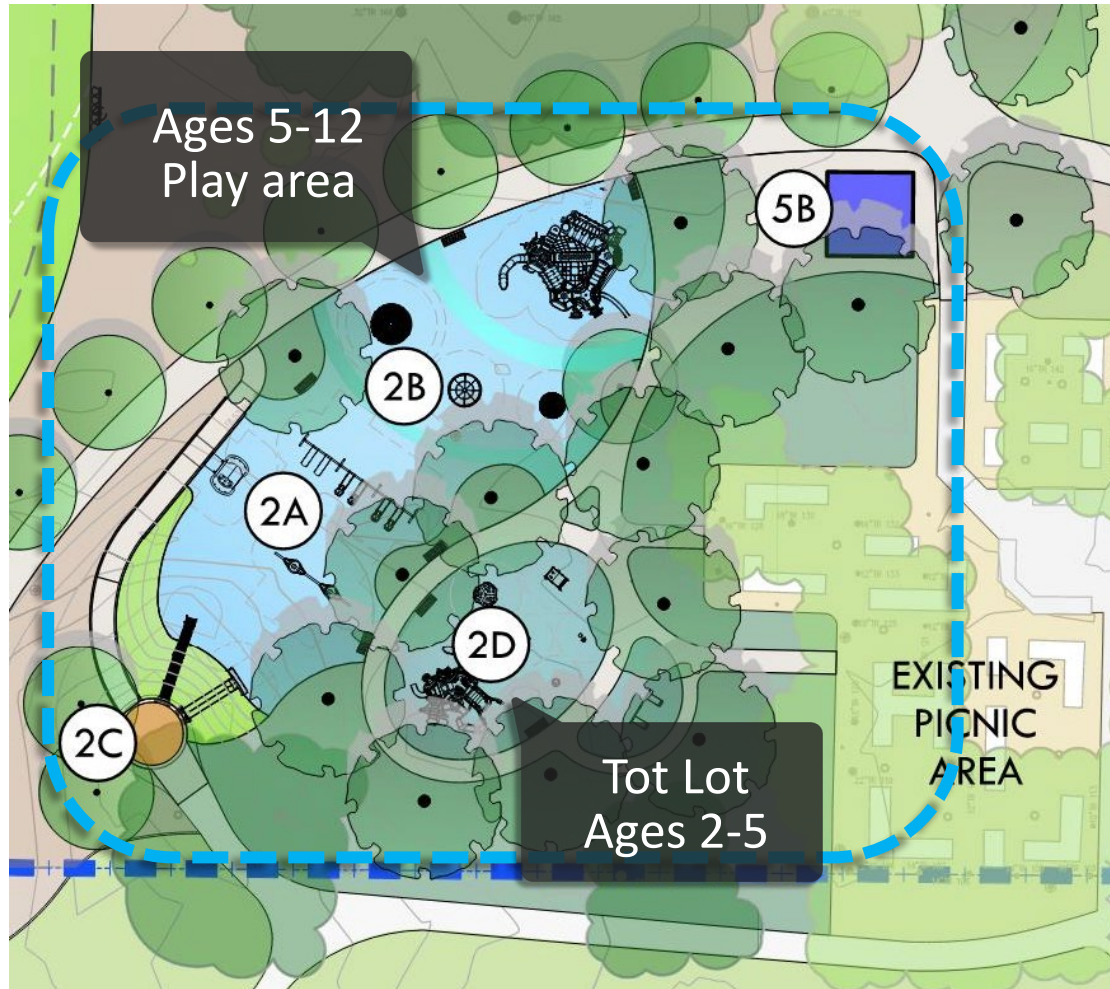 Ages 5-12
Play area
5B
2B
2A
2D
2C
EXISTING
PICNIC
AREA
Tot Lot
Ages 2-5